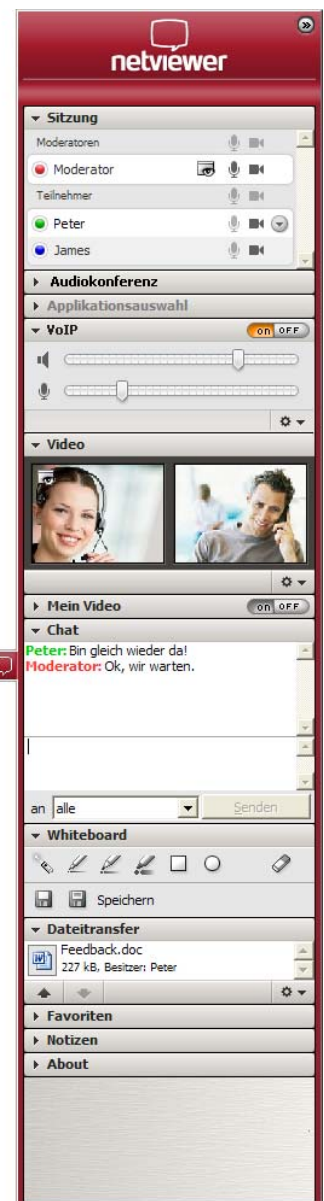 netviewer
Sitzung
Moderatoren
Moderator
Teilnehmer
Peter
James
Audiokonferenz
Applikationsauswahl
VoIP on OFF
Video
Mein Video on OFF
Chat
Peter: Bin gleich wieder da!
Moderator: Ok, wir warten.
an alle Senden
Whiteboard
Speichern
Dateitransfer
Feedback.doc
227 kB, Besitzer: Peter
Favoriten
Notizen
About